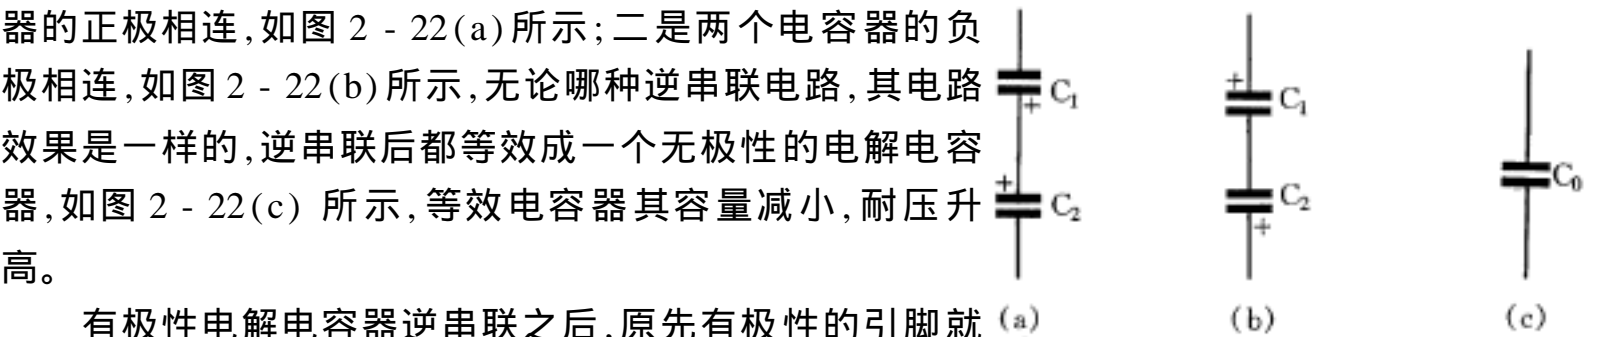 器的正极相连,如图 2 - 22(a)所示;二是两个电容器的负
极相连,如图 2 - 22(b)所示,无论哪种逆串联电路,其电路
效果是一样的,逆串联后都等效成一个无极性的电解电容
器,如图 2 - 22(c) 所示,等效电容器其容量减小,耐压升
高。
有极性电解电容器逆串联之后,原先有极性的引脚就
+ C₁
+ C₂
(a)
+ C₁
C₂ +
(b)
C₀
(c)